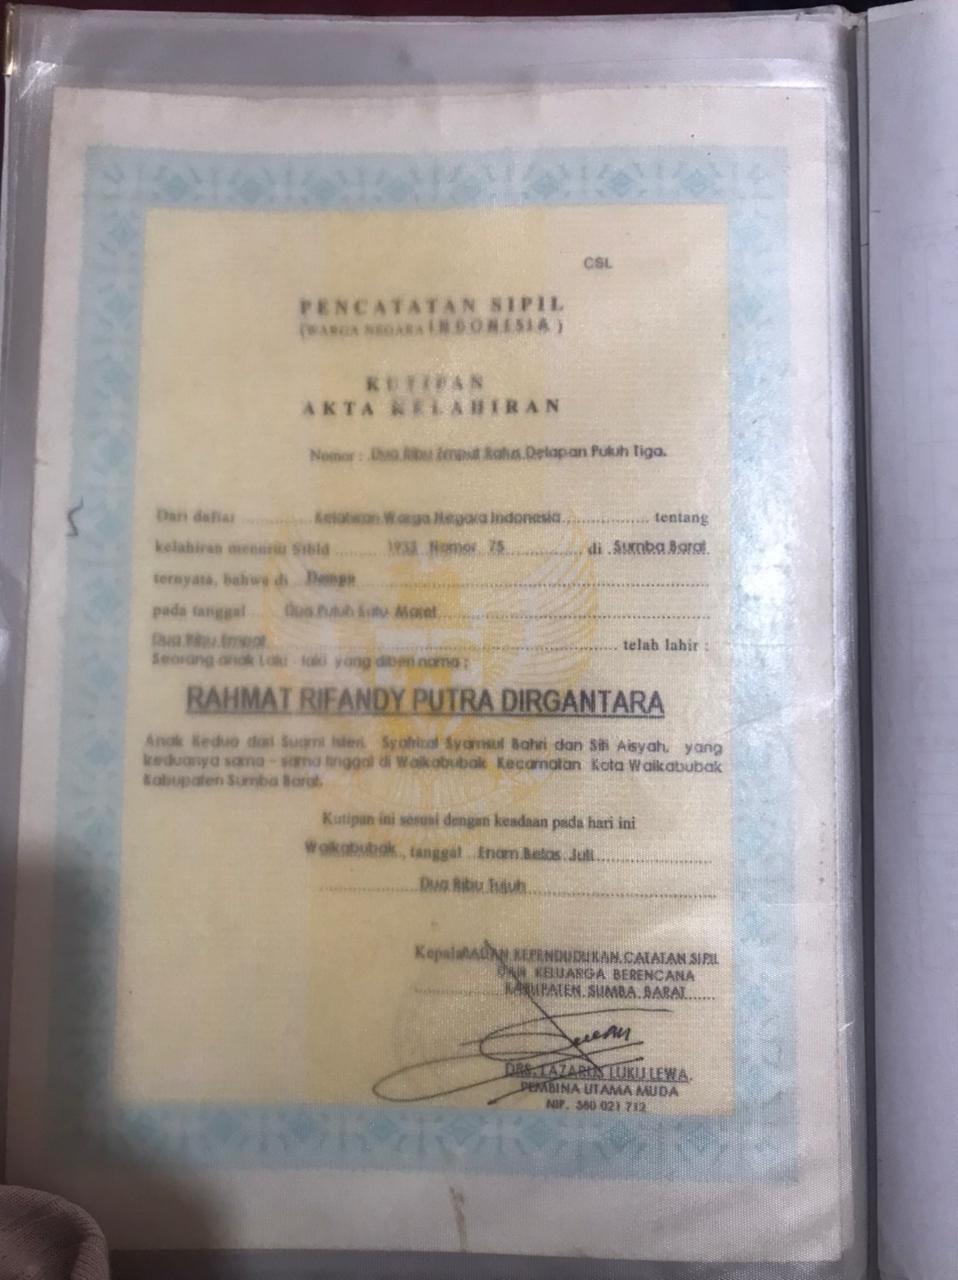 CSL
PENCATATAN SIPIL
(WARGA NEGARA INDONESIA)
KUTIPAN
AKTA KELAHIRAN
Nomor : Dua Ribu Empat Ratus Delapan Puluh Tiga.
Dari daftar Kelahiran Warga Negara Indonesia tentang
kelahiran menurut Stbld 1933 Nomor 75 di Sumba Barat
ternyata, bahwa di Dompu
pada tanggal Dua Puluh Satu Maret
Dua Ribu Empat telah lahir :
Seorang anak Laki - laki yang diberi nama :
RAHMAT RIFANDY PUTRA DIRGANTARA
Anak Kedua dari Suami Isteri, Syafrizal Syamsul Bahri dan Siti Aisyah, yang
keduanya sama - sama tinggal di Waikabubak Kecamatan Kota Waikabubak
Kabupaten Sumba Barat.
Kutipan ini sesuai dengan keadaan pada hari ini
Waikabubak, tanggal Enam Belas Juli
Dua Ribu Tujuh
Kepala BADAN KEPENDUDUKAN, CATATAN SIPIL
DAN KELUARGA BERENCANA
KABUPATEN SUMBA BARAT
DRS. LAZARUS LUKU LEWA.
PEMBINA UTAMA MUDA
NIP. 380 021 712